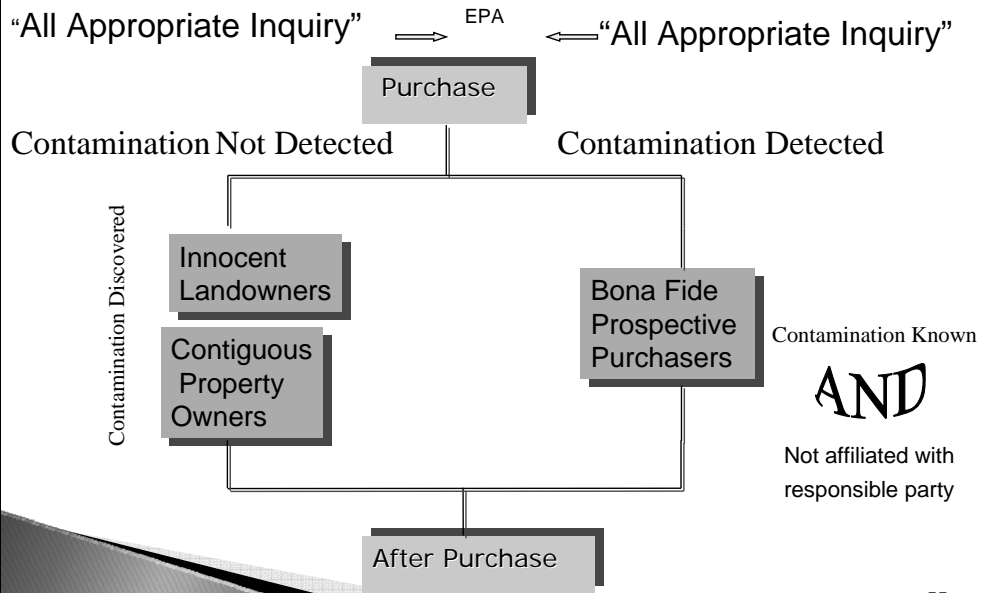 “All Appropriate Inquiry”
EPA
“All Appropriate Inquiry”
Purchase
Contamination Not Detected
Contamination Detected
Contamination Discovered
Innocent
Landowners
Contiguous
Property
Owners
Bona Fide
Prospective
Purchasers
Contamination Known
AND
Not affiliated with
responsible party
After Purchase